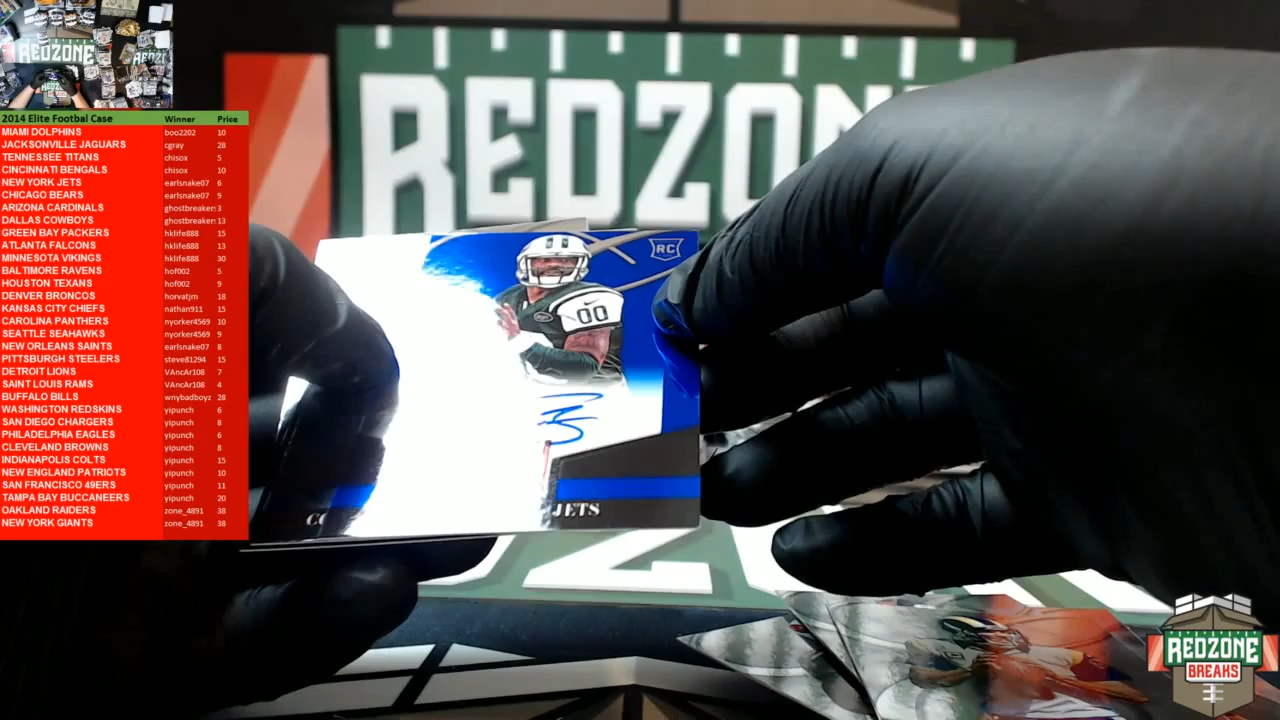 REDZONE
REDZONE
REDZ
2014 Elite Footbal Case Winner Price
MIAMI DOLPHINS boo2202 10
JACKSONVILLE JAGUARS cgray 28
TENNESSEE TITANS chisox 5
CINCINNATI BENGALS chisox 10
NEW YORK JETS earlsnake07 6
CHICAGO BEARS earlsnake07 9
ARIZONA CARDINALS ghostbreaker 3
DALLAS COWBOYS ghostbreaker 13
GREEN BAY PACKERS hklife888 15
ATLANTA FALCONS hklife888 13
MINNESOTA VIKINGS hklife888 30
BALTIMORE RAVENS hof002 5
HOUSTON TEXANS hof002 9
DENVER BRONCOS horvatjm 18
KANSAS CITY CHIEFS nathan911 15
CAROLINA PANTHERS nyorker4569 10
SEATTLE SEAHAWKS nyorker4569 9
NEW ORLEANS SAINTS earlsnake07 8
PITTSBURGH STEELERS steve81294 15
DETROIT LIONS VAncAr108 7
SAINT LOUIS RAMS VAncAr108 4
BUFFALO BILLS wnybadboyz 28
WASHINGTON REDSKINS yipunch 6
SAN DIEGO CHARGERS yipunch 8
PHILADELPHIA EAGLES yipunch 6
CLEVELAND BROWNS yipunch 8
INDIANAPOLIS COLTS yipunch 15
NEW ENGLAND PATRIOTS yipunch 10
SAN FRANCISCO 49ERS yipunch 11
TAMPA BAY BUCCANEERS yipunch 20
OAKLAND RAIDERS zone_4891 38
NEW YORK GIANTS zone_4891 38
RC
00
JETS
REDZONE
BREAKS